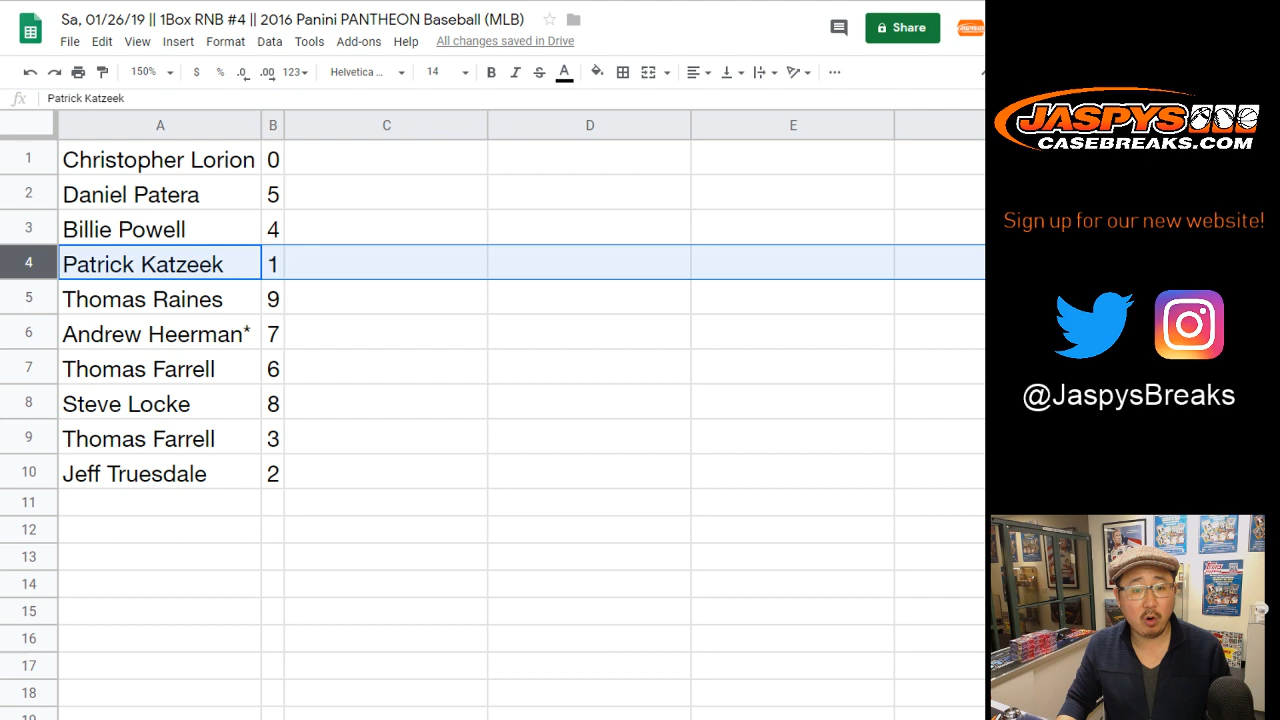 Sa, 01/26/19 || 1Box RNB #4 || 2016 Panini PANTHEON Baseball (MLB)
File Edit View Insert Format Data Tools Add-ons Help All changes saved in Drive
Share
150% $ % .0 .00 123 Helvetica ... 14 B I S A
fx Patrick Katzeek
A B C D E
1 Christopher Lorion 0
2 Daniel Patera 5
3 Billie Powell 4
4 Patrick Katzeek 1
5 Thomas Raines 9
6 Andrew Heerman* 7
7 Thomas Farrell 6
8 Steve Locke 8
9 Thomas Farrell 3
10 Jeff Truesdale 2
11
12
13
14
15
16
17
18
JASPYS
CASEBREAKS.COM
Sign up for our new website!
@JaspysBreaks